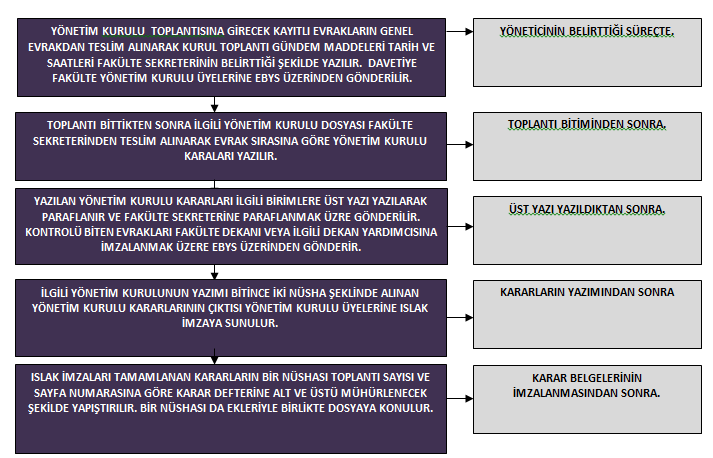 YÖNETİM KURULU TOPLANTISINA GİRECEK KAYITLI EVRAKLARIN GENEL
EVRAKDAN TESLİM ALINARAK KURUL TOPLANTI GÜNDEM MADDELERİ TARİH VE
SAATLERİ FAKÜLTE SEKRETERİNİN BELİRTTİĞİ ŞEKİLDE YAZILIR. DAVETİYE
FAKÜLTE YÖNETİM KURULU ÜYELERİNE EBYS ÜZERİNDEN GÖNDERİLİR.
YÖNETİCİNİN BELİRTTİĞİ SÜREÇTE.
TOPLANTI BİTTİKTEN SONRA İLGİLİ YÖNETİM KURULU DOSYASI FAKÜLTE
SEKRETERİNDEN TESLİM ALINARAK EVRAK SIRASINA GÖRE YÖNETİM KURULU
KARALARI YAZILIR.
TOPLANTI BİTİMİNDEN SONRA.
YAZILAN YÖNETİM KURULU KARARLARI İLGİLİ BİRİMLERE ÜST YAZI YAZILARAK
PARAFLANIR VE FAKÜLTE SEKRETERİNE PARAFLANMAK ÜZRE GÖNDERİLİR.
KONTROLÜ BİTEN EVRAKLARI FAKÜLTE DEKANI VEYA İLGİLİ DEKAN YARDIMCISINA
İMZALANMAK ÜZERE EBYS ÜZERİNDEN GÖNDERİR.
ÜST YAZI YAZILDIKTAN SONRA.
İLGİLİ YÖNETİM KURULUNUN YAZIMI BİTİNCE İKİ NÜSHA ŞEKLİNDE ALINAN
YÖNETİM KURULU KARARLARININ ÇIKTISI YÖNETİM KURULU ÜYELERİNE ISLAK
İMZAYA SUNULUR.
KARARLARIN YAZIMINDAN SONRA
ISLAK İMZALARI TAMAMLANAN KARARLARIN BİR NÜSHASI TOPLANTI SAYISI VE
SAYFA NUMARASINA GÖRE KARAR DEFTERİNE ALT VE ÜSTÜ MÜHÜRLENECEK
ŞEKİLDE YAPIŞTIRILIR. BİR NÜSHASI DA EKLERİYLE BİRLİKTE DOSYAYA KONULUR.
KARAR BELGELERİNİN
İMZALANMASINDAN SONRA.